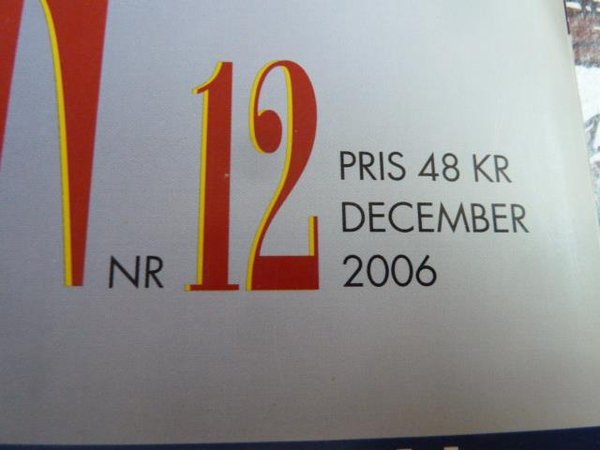 NR 12
PRIS 48 KR
DECEMBER
2006